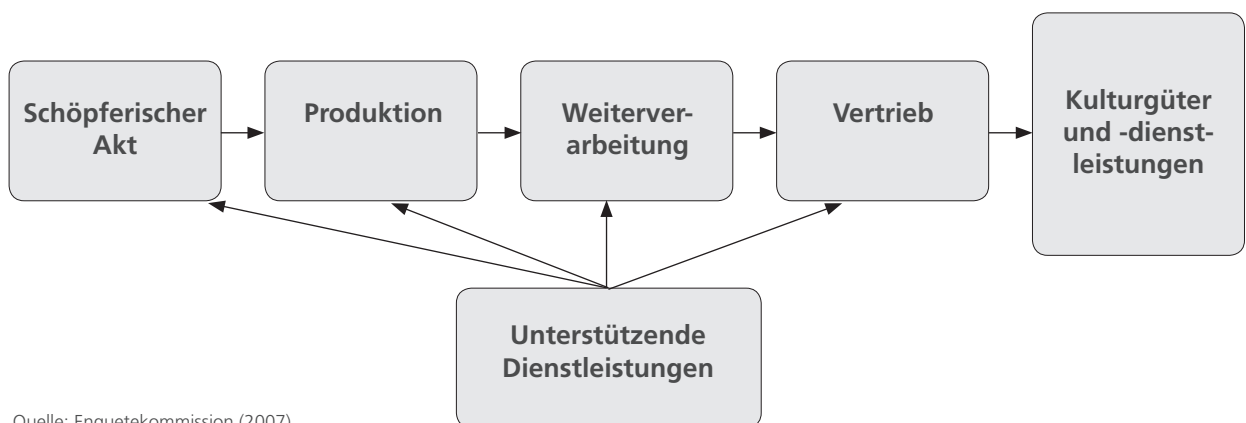 Schöpferischer
Akt
Produktion
Weiterver-
arbeitung
Vertrieb
Kulturgüter
und -dienst-
leistungen
Unterstützende
Dienstleistungen
Quelle: Enquetekommission (2007)